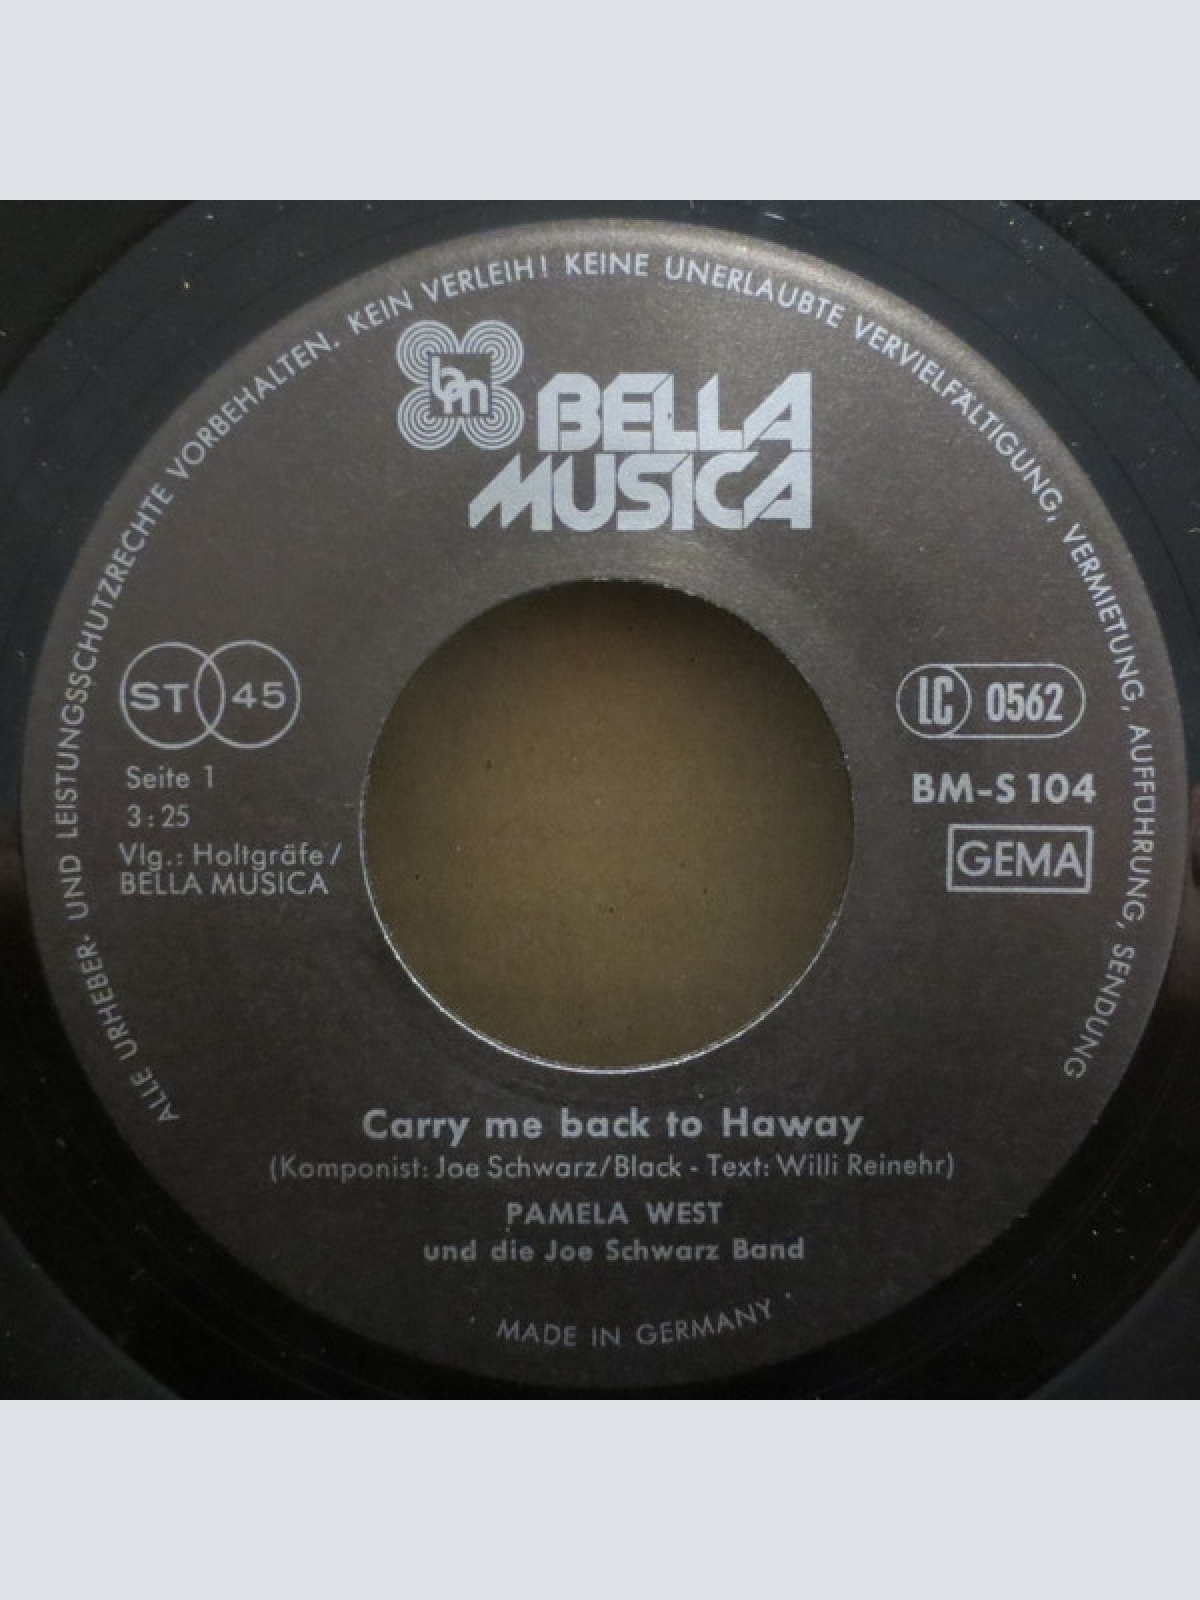 ALLE URHEBER- UND LEISTUNGSSCHUTZRECHTE VORBEHALTEN. KEIN VERLEIH! KEINE UNERLAUBTE VERVIELFÄLTIGUNG, VERMIETUNG, AUFFÜHRUNG, SENDUNG
bm
BELLA
MUSICA
ST 45
LC 0562
Seite 1
3:25
Vlg.: Holtgräfe/
BELLA MUSICA
BM-S 104
GEMA
Carry me back to Haway
(Komponist: Joe Schwarz/Black - Text: Willi Reinehr)
PAMELA WEST
und die Joe Schwarz Band
MADE IN GERMANY